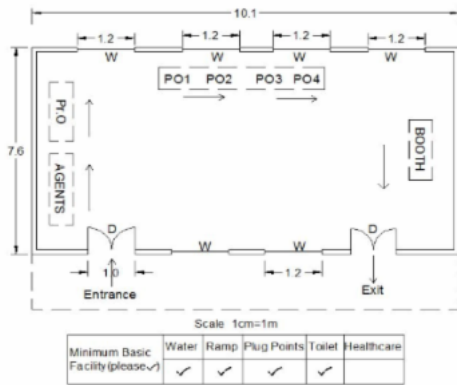 10.1
1.2 1.2 1.2 1.2
W W W W
PO1 PO2 PO3 PO4
Pr.O
BOOTH
7.6
AGENTS
D D
W W
1.0 1.2
Entrance Exit
Scale 1cm=1m
Minimum Basic Facility(please✓) Water Ramp Plug Points Toilet Healthcare
✓ ✓ ✓ ✓